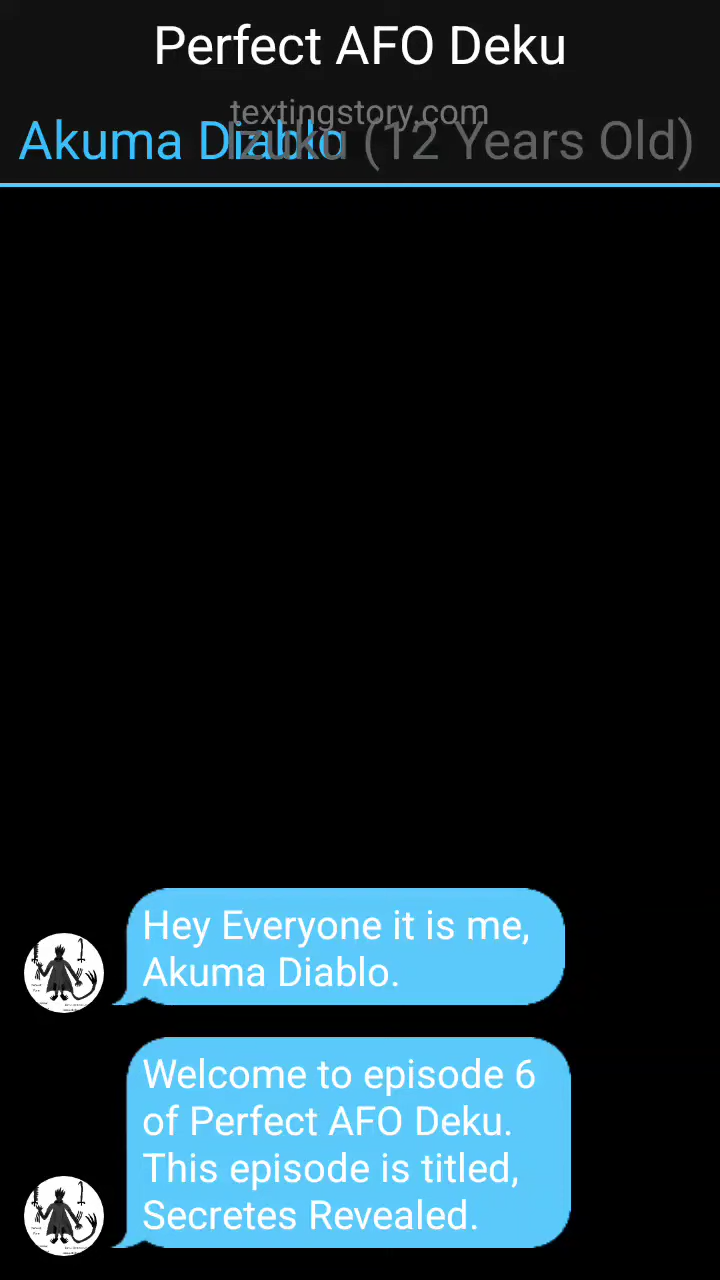 Perfect AFO Deku
textingstory.com
Akuma Diablo
Izuku (12 Years Old)
Hey Everyone it is me,
Akuma Diablo.
Welcome to episode 6
of Perfect AFO Deku.
This episode is titled,
Secretes Revealed.